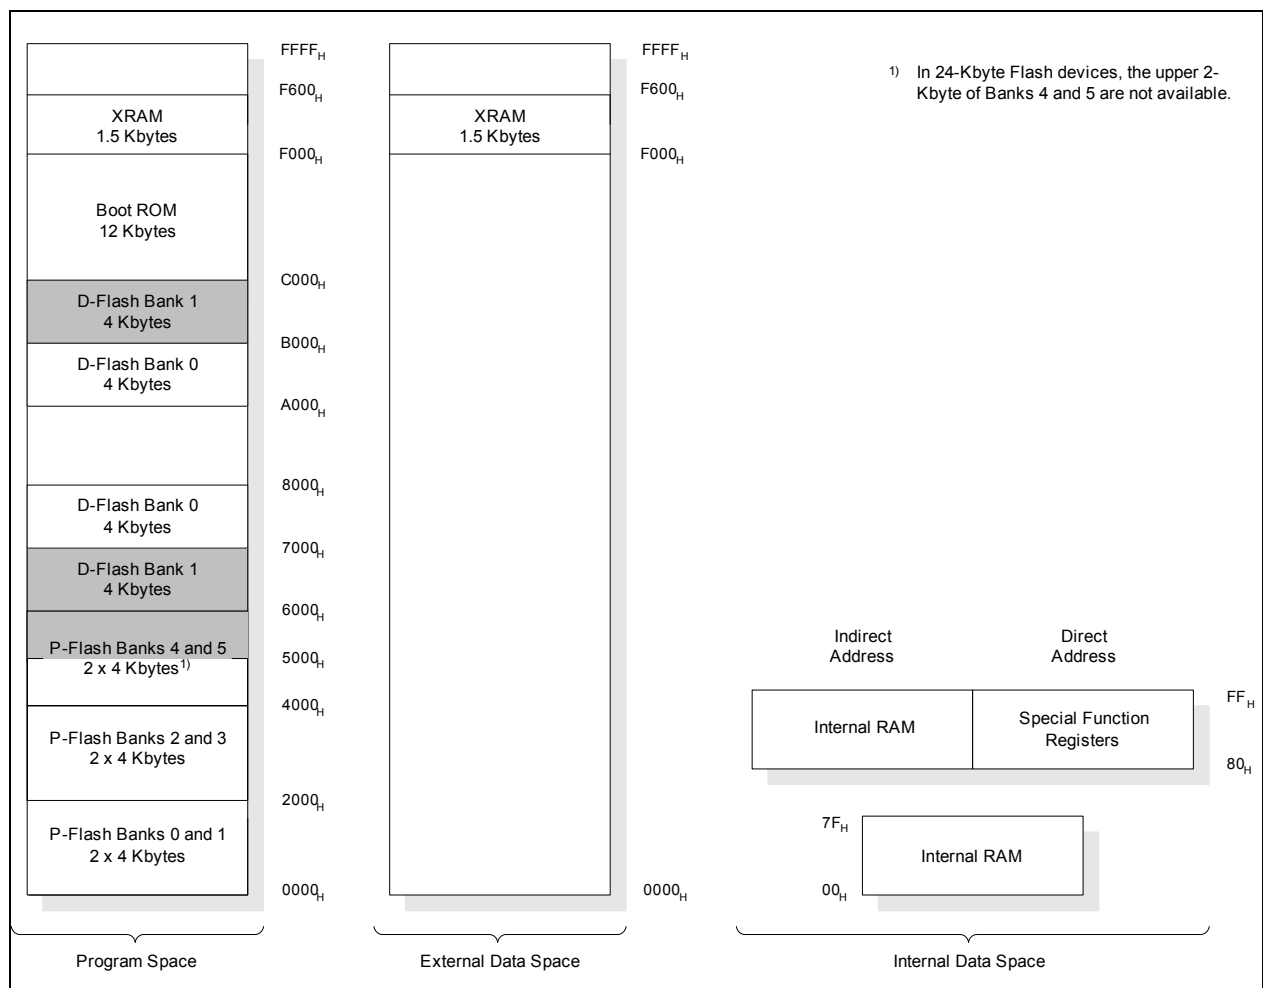 FFFFH
F600H
XRAM
1.5 Kbytes
F000H
Boot ROM
12 Kbytes
C000H
D-Flash Bank 1
4 Kbytes
B000H
D-Flash Bank 0
4 Kbytes
A000H
8000H
D-Flash Bank 0
4 Kbytes
7000H
D-Flash Bank 1
4 Kbytes
6000H
P-Flash Banks 4 and 5
2 x 4 Kbytes1)
5000H
4000H
P-Flash Banks 2 and 3
2 x 4 Kbytes
2000H
P-Flash Banks 0 and 1
2 x 4 Kbytes
0000H
Program Space
FFFFH
F600H
XRAM
1.5 Kbytes
F000H
0000H
External Data Space
1) In 24-Kbyte Flash devices, the upper 2-
Kbyte of Banks 4 and 5 are not available.
Indirect
Address
Direct
Address
Internal RAM
Special Function
Registers
FFH
80H
7FH
Internal RAM
00H
Internal Data Space